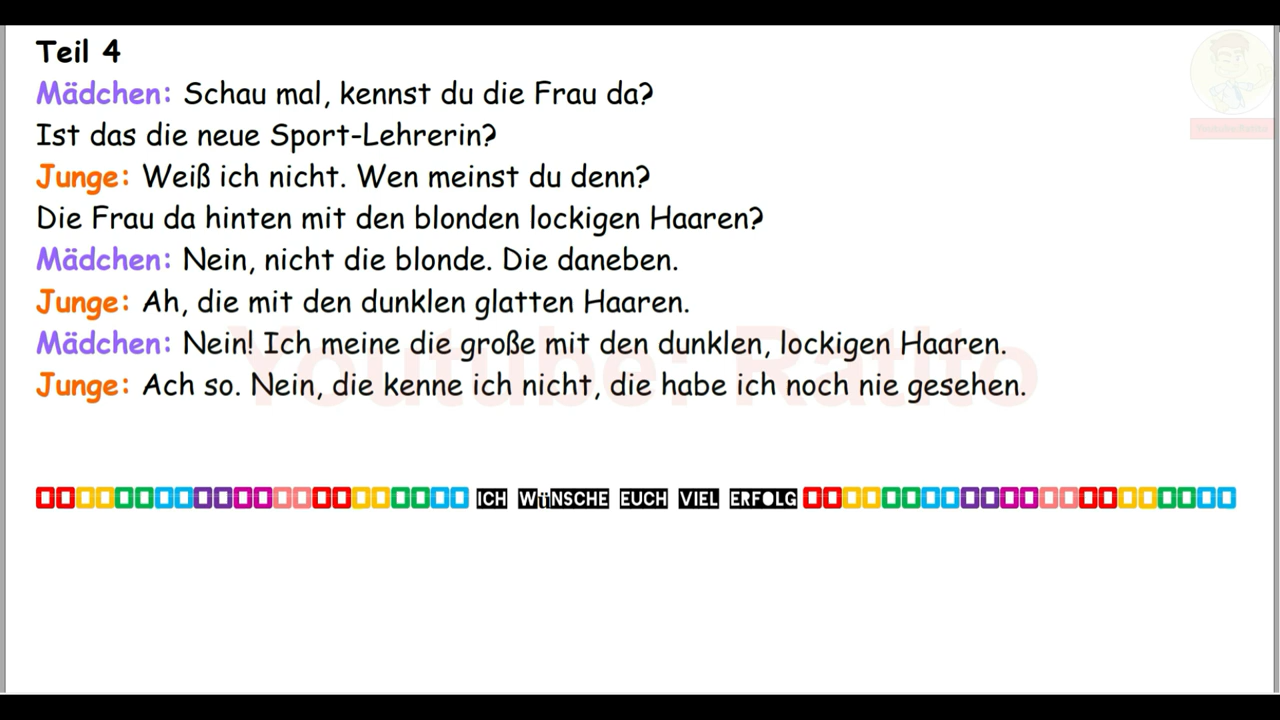 Teil 4
Mädchen: Schau mal, kennst du die Frau da?
Ist das die neue Sport-Lehrerin?
Junge: Weiß ich nicht. Wen meinst du denn?
Die Frau da hinten mit den blonden lockigen Haaren?
Mädchen: Nein, nicht die blonde. Die daneben.
Junge: Ah, die mit den dunklen glatten Haaren.
Mädchen: Nein! Ich meine die große mit den dunklen, lockigen Haaren.
Junge: Ach so. Nein, die kenne ich nicht, die habe ich noch nie gesehen.
Youtube: Ratito
ICH WüNSCHE EUCH VIEL ERFOLG